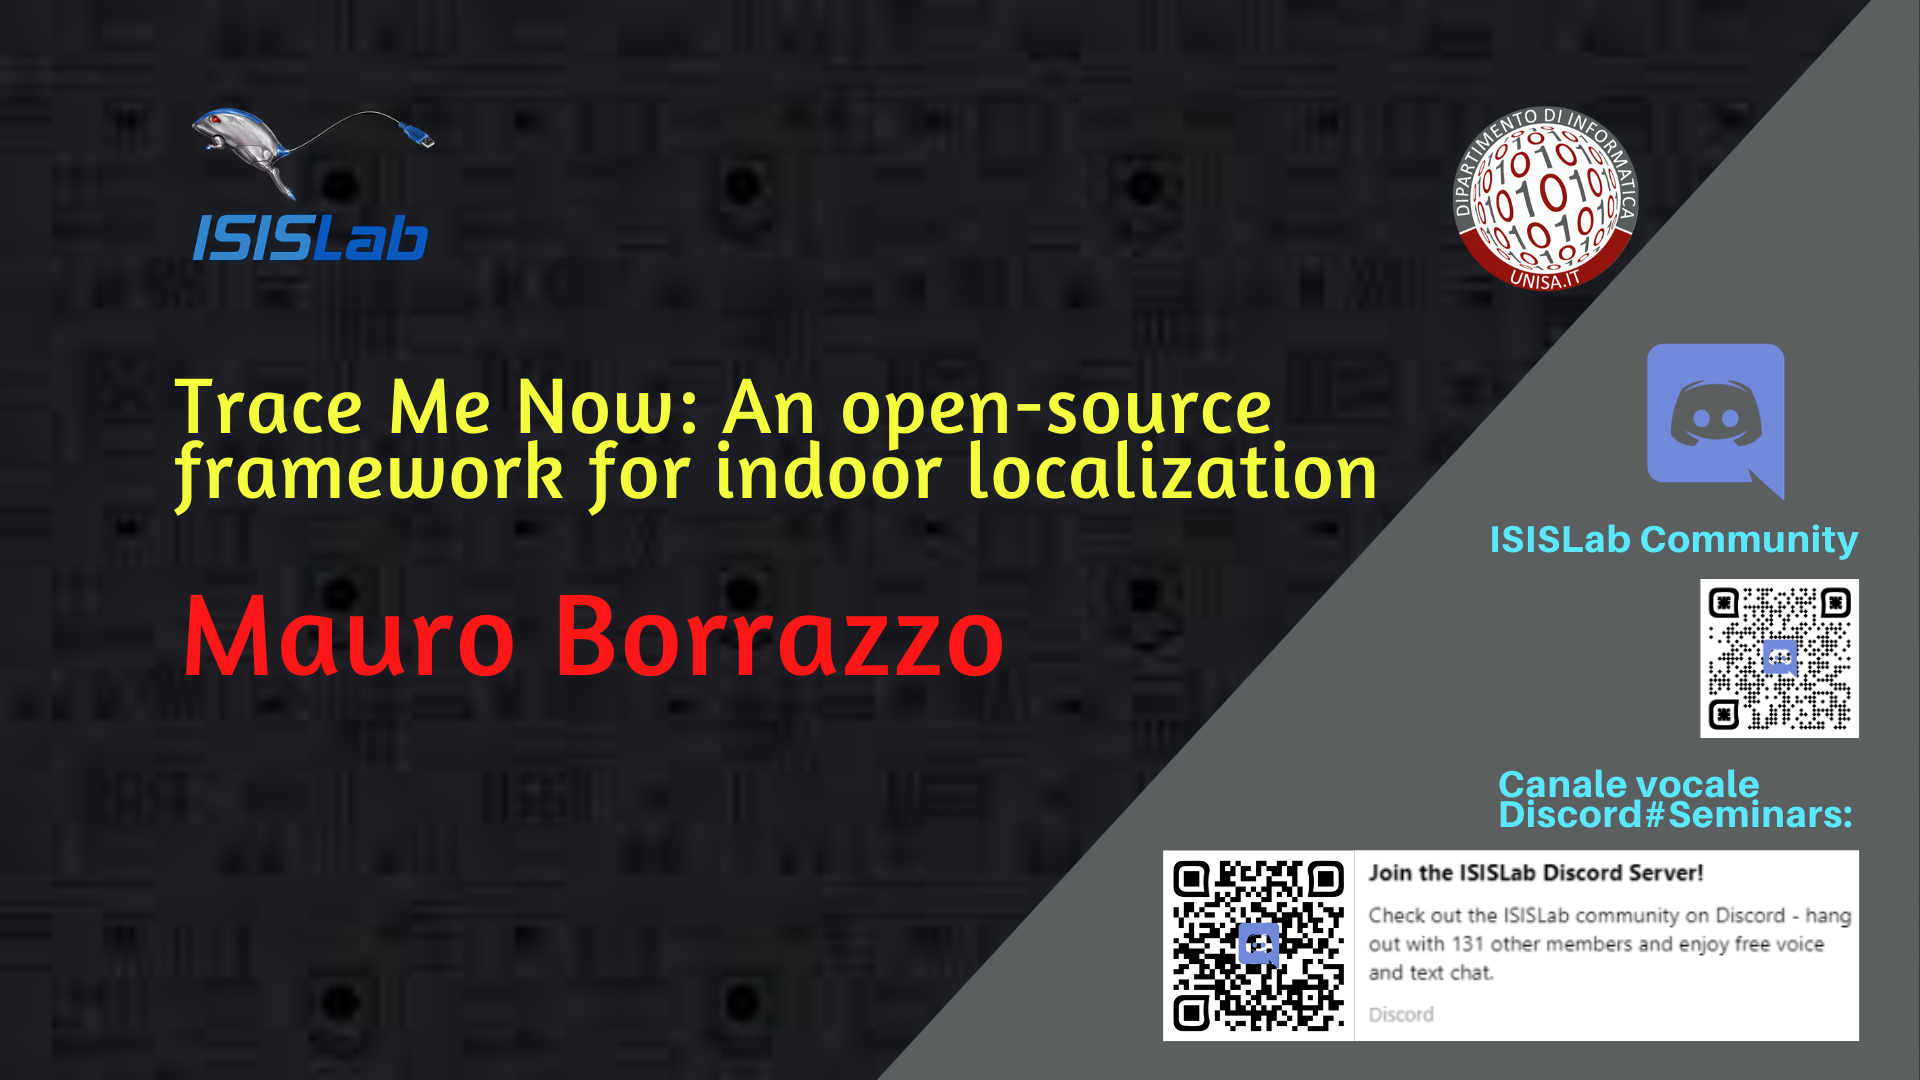 ISISLab
DIPARTIMENTO DI INFORMATICA
UNISA.IT
Trace Me Now: An open-source
framework for indoor localization
Mauro Borrazzo
ISISLab Community
Canale vocale
Discord#Seminars:
Join the ISISLab Discord Server!
Check out the ISISLab community on Discord - hang
out with 131 other members and enjoy free voice
and text chat.
Discord